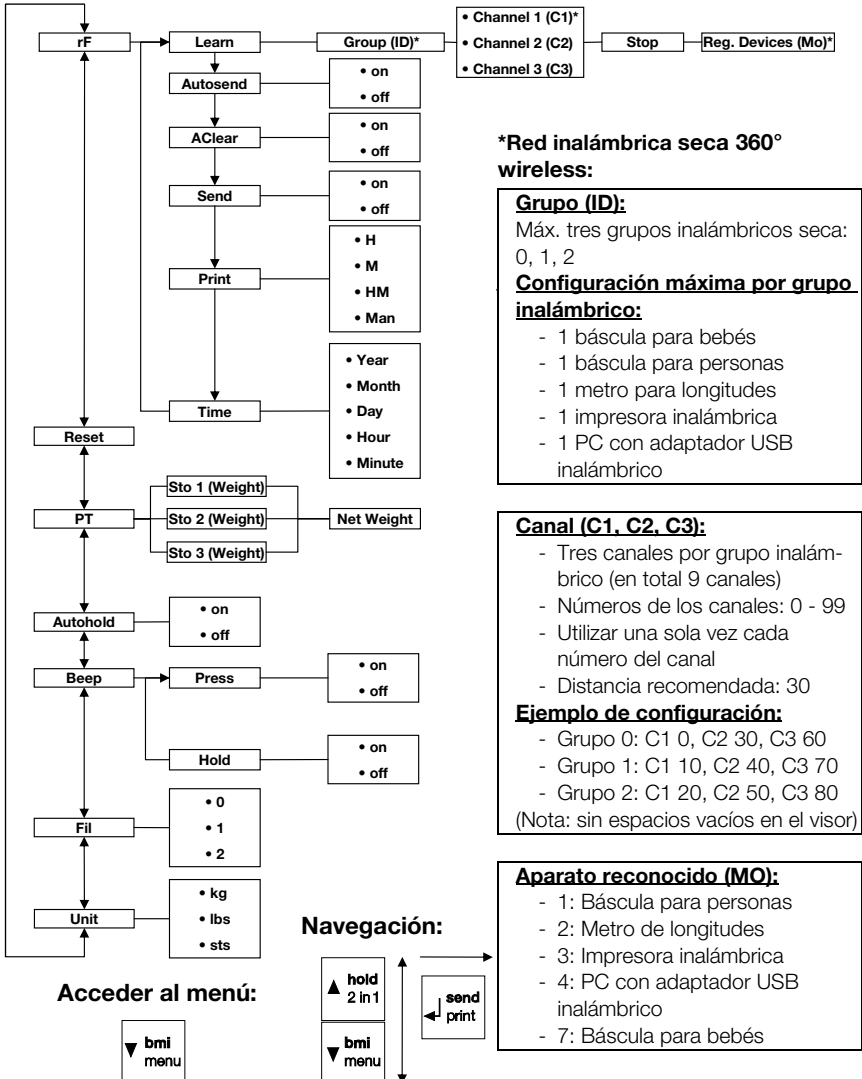 rF
Learn
Group (ID)*
• Channel 1 (C1)*
• Channel 2 (C2)
• Channel 3 (C3)
Stop
Reg. Devices (Mo)*
Autosend
• on
• off
AClear
• on
• off
Send
• on
• off
Print
• H
• M
• HM
• Man
Time
• Year
• Month
• Day
• Hour
• Minute
Reset
PT
Sto 1 (Weight)
Sto 2 (Weight)
Sto 3 (Weight)
Net Weight
Autohold
• on
• off
Beep
Press
• on
• off
Hold
• on
• off
Fil
• 0
• 1
• 2
Unit
• kg
• lbs
• sts
Acceder al menú:
bmi
menu
Navegación:
hold
2 in 1
bmi
menu
send
print
*Red inalámbrica seca 360°
wireless:
Grupo (ID):
Máx. tres grupos inalámbricos seca:
0, 1, 2
Configuración máxima por grupo
inalámbrico:
- 1 báscula para bebés
- 1 báscula para personas
- 1 metro para longitudes
- 1 impresora inalámbrica
- 1 PC con adaptador USB
inalámbrico
Canal (C1, C2, C3):
- Tres canales por grupo inalám-
brico (en total 9 canales)
- Números de los canales: 0 - 99
- Utilizar una sola vez cada
número del canal
- Distancia recomendada: 30
Ejemplo de configuración:
- Grupo 0: C1 0, C2 30, C3 60
- Grupo 1: C1 10, C2 40, C3 70
- Grupo 2: C1 20, C2 50, C3 80
(Nota: sin espacios vacíos en el visor)
Aparato reconocido (MO):
- 1: Báscula para personas
- 2: Metro de longitudes
- 3: Impresora inalámbrica
- 4: PC con adaptador USB
inalámbrico
- 7: Báscula para bebés